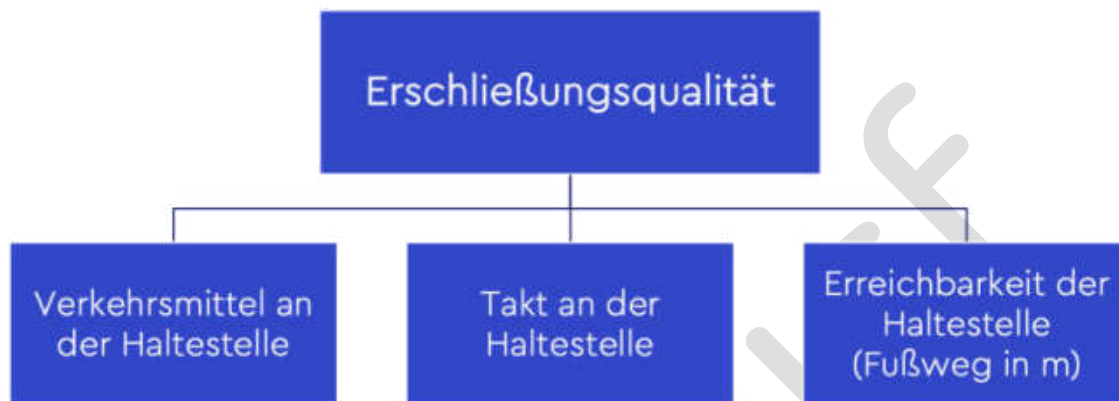 Erschließungsqualität
Verkehrsmittel an
der Haltestelle
Takt an der
Haltestelle
Erreichbarkeit der
Haltestelle
(Fußweg in m)